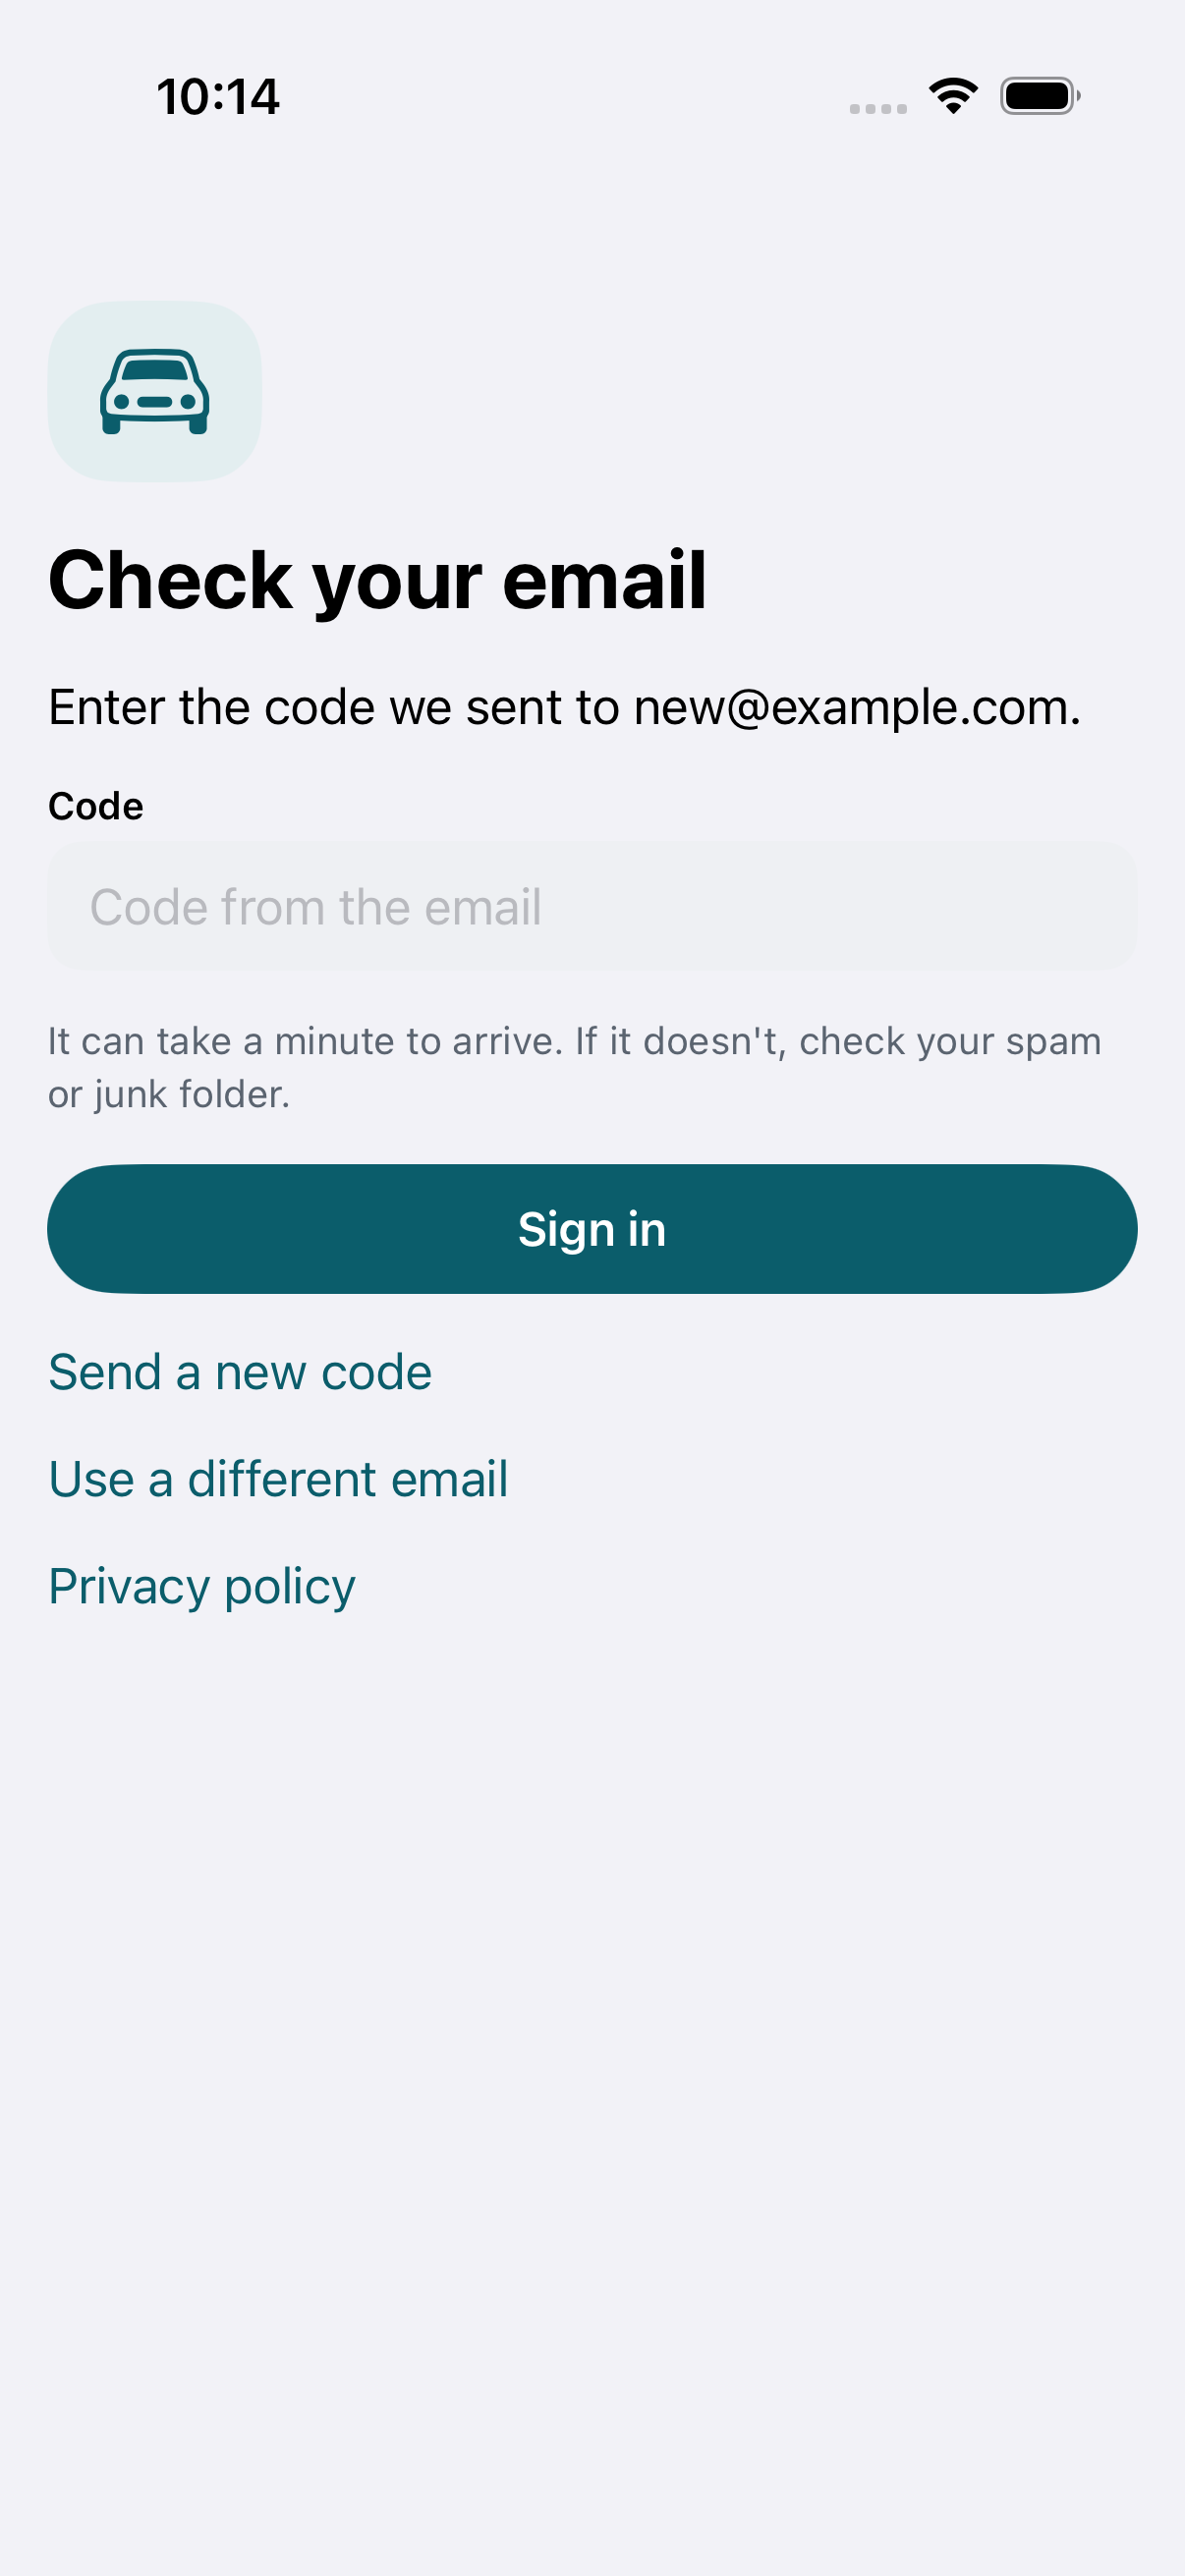 10:14
Check your email
Enter the code we sent to new@example.com.
Code
Code from the email
It can take a minute to arrive. If it doesn't, check your spam
or junk folder.
Sign in
Send a new code
Use a different email
Privacy policy